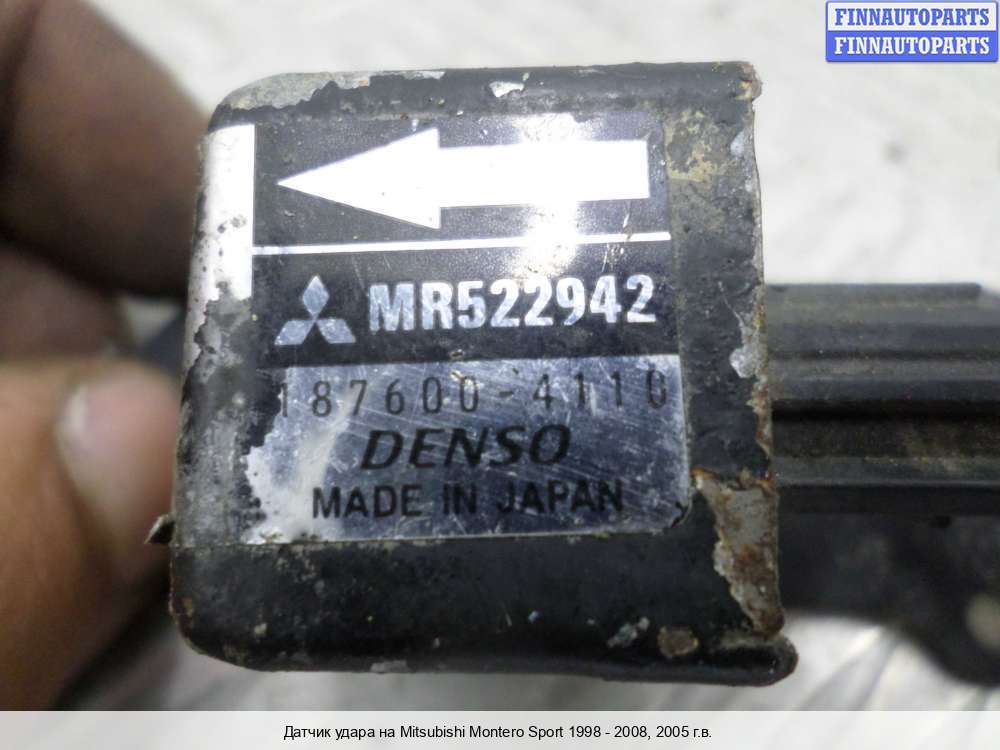 FINNAUTOPARTS
FINNAUTOPARTS
MR522942
187600-4110
DENSO
MADE IN JAPAN
Датчик удара на Mitsubishi Montero Sport 1998 - 2008, 2005 г.в.